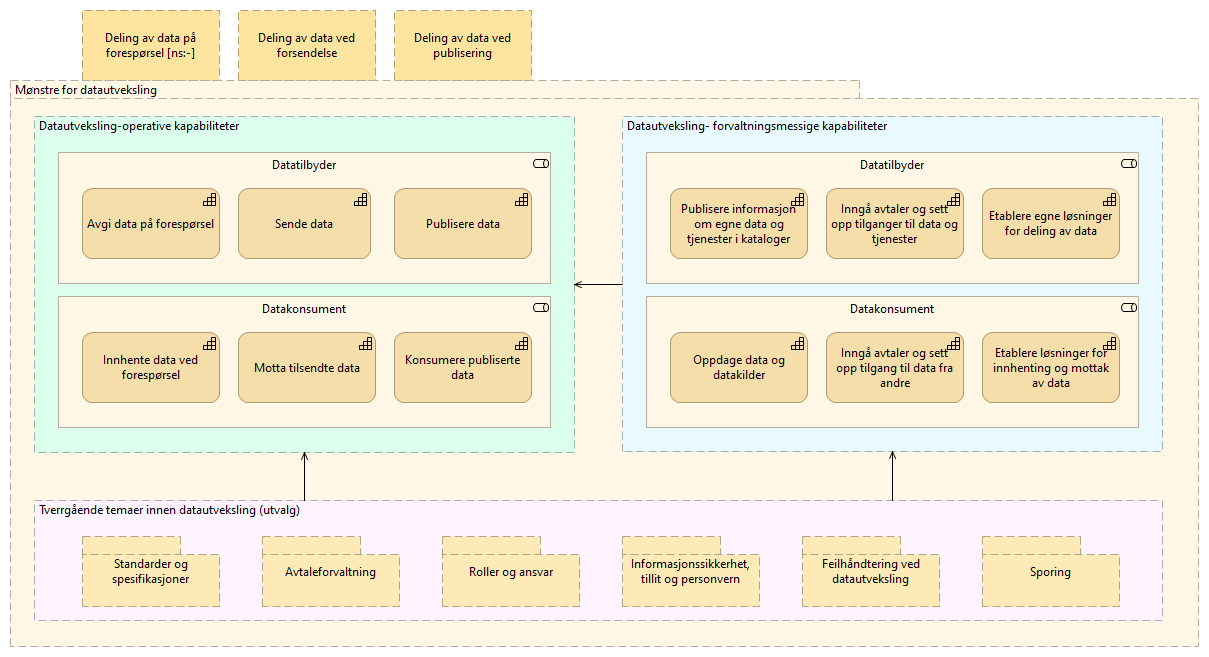 Deling av data på
forespørsel [ns:-]
Deling av data ved
forsendelse
Deling av data ved
publisering
Mønstre for datautveksling
Datautveksling-operative kapabiliteter
Datatilbyder
Avgi data på forespørsel
Sende data
Publisere data
Datakonsument
Innhente data ved
forespørsel
Motta tilsendte data
Konsumere publiserte
data
Datautveksling- forvaltningsmessige kapabiliteter
Datatilbyder
Publisere informasjon
om egne data og
tjenester i kataloger
Inngå avtaler og sett
opp tilganger til data og
tjenester
Etablere egne løsninger
for deling av data
Datakonsument
Oppdage data og
datakilder
Inngå avtaler og sett
opp tilgang til data fra
andre
Etablere løsninger for
innhenting og mottak
av data
Tverrgående temaer innen datautveksling (utvalg)
Standarder og
spesifikasjoner
Avtaleforvaltning
Roller og ansvar
Informasjonssikkerhet,
tillit og personvern
Feilhåndtering ved
datautveksling
Sporing